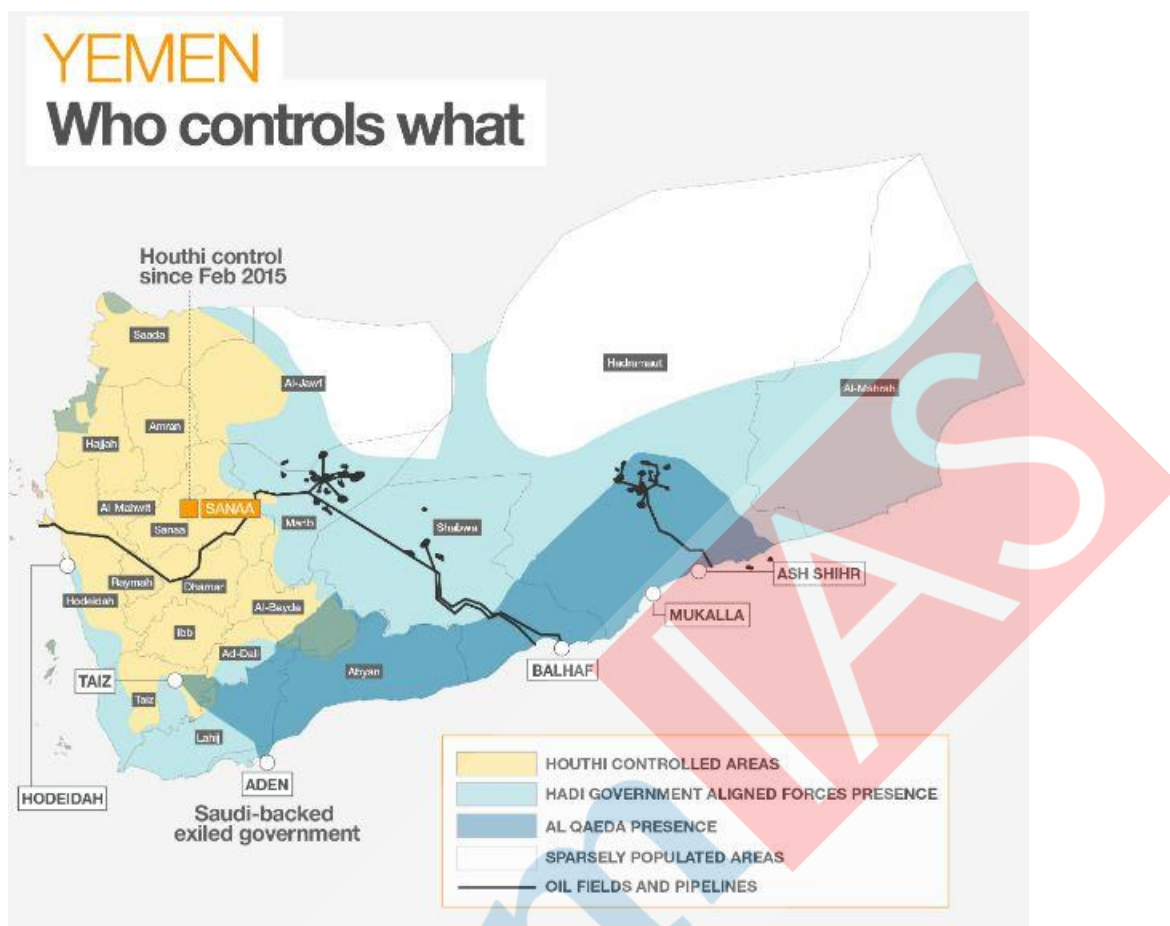 YEMEN
Who controls what
Houthi control
since Feb 2015
Saada
Al-Jawf
Hadramaut
Al-Mahrah
Amran
Hajjah
Al-Mahwit
SANAA
Sanaa
Marib
Shabwa
Raymah
Dhamar
Hodeidah
Al-Bayda
Ibb
Ad-Dali
Abyan
TAIZ
Taiz
Lahij
ASH SHIHR
MUKALLA
BALHAF
ADEN
HODEIDAH
Saudi-backed
exiled government
HOUTHI CONTROLLED AREAS
HADI GOVERNMENT ALIGNED FORCES PRESENCE
AL QAEDA PRESENCE
SPARSELY POPULATED AREAS
OIL FIELDS AND PIPELINES
IAS